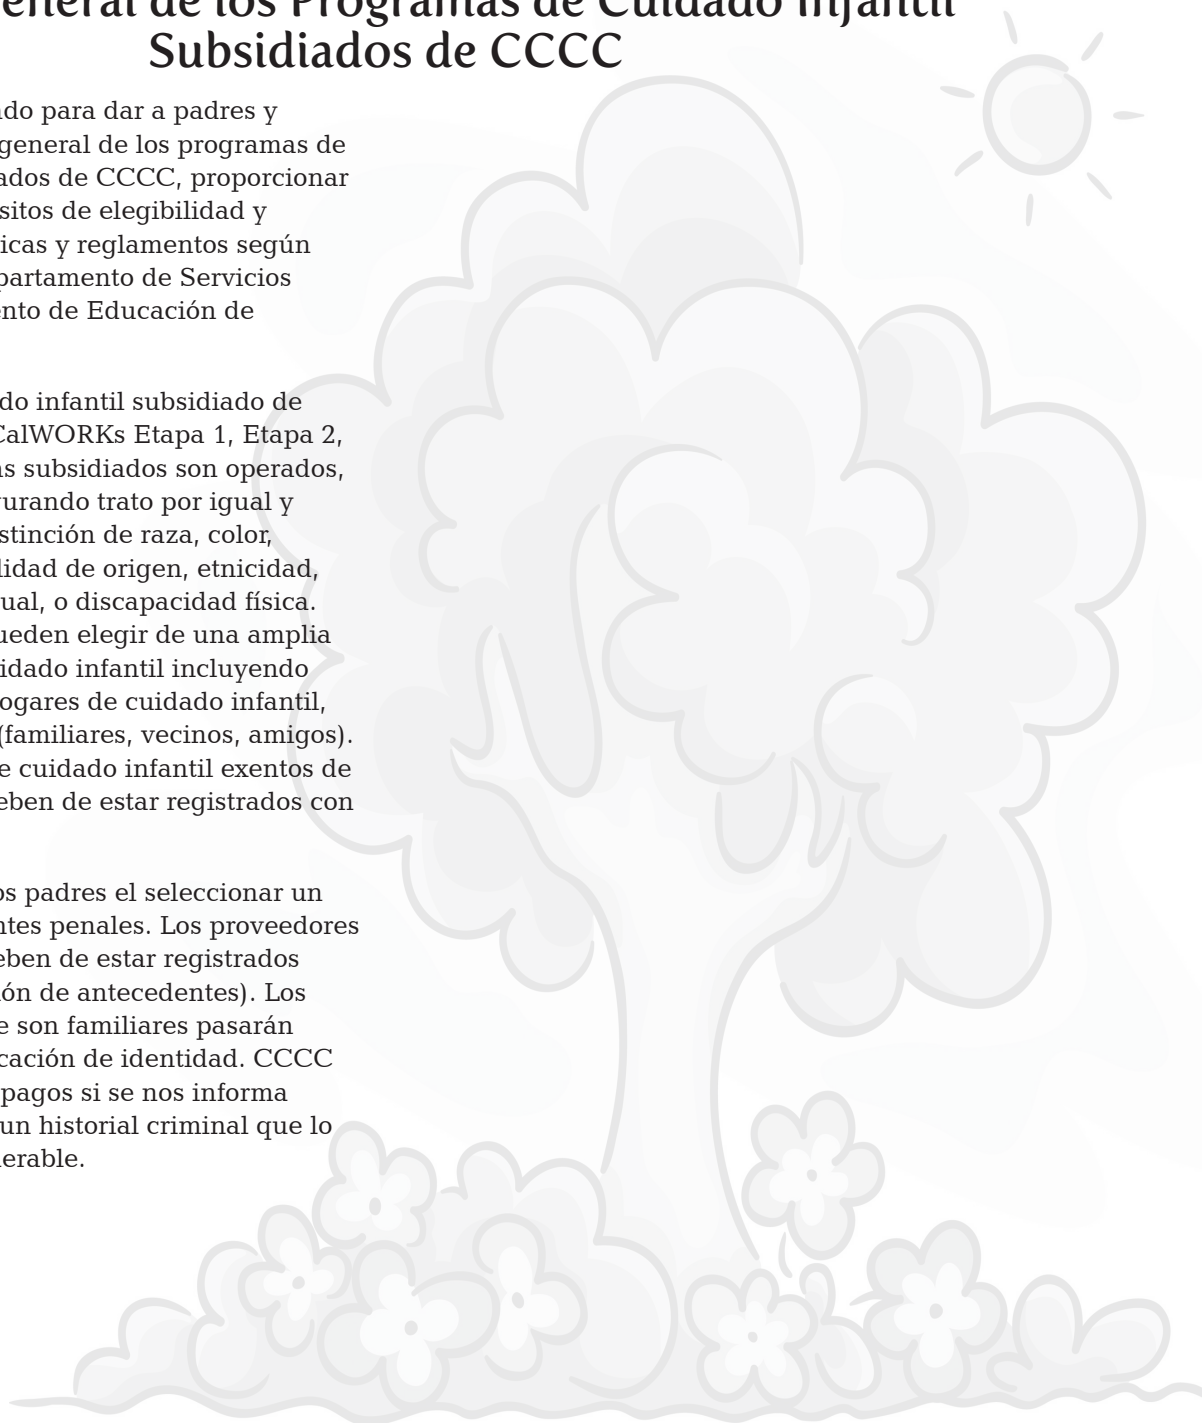 eneral de los Programas de Cuidado Infantil
Subsidiados de CCCC
do para dar a padres y
general de los programas de
ados de CCCC, proporcionar
sitos de elegibilidad y
icas y reglamentos según
partamento de Servicios
nto de Educación de
do infantil subsidiado de
CalWORKs Etapa 1, Etapa 2,
s subsidiados son operados,
urando trato por igual y
stinción de raza, color,
lidad de origen, etnicidad,
ual, o discapacidad física.
ueden elegir de una amplia
idado infantil incluyendo
ogares de cuidado infantil,
(familiares, vecinos, amigos).
e cuidado infantil exentos de
eben de estar registrados con
os padres el seleccionar un
ntes penales. Los proveedores
eben de estar registrados
ón de antecedentes). Los
e son familiares pasarán
cación de identidad. CCCC
pagos si se nos informa
un historial criminal que lo
erable.